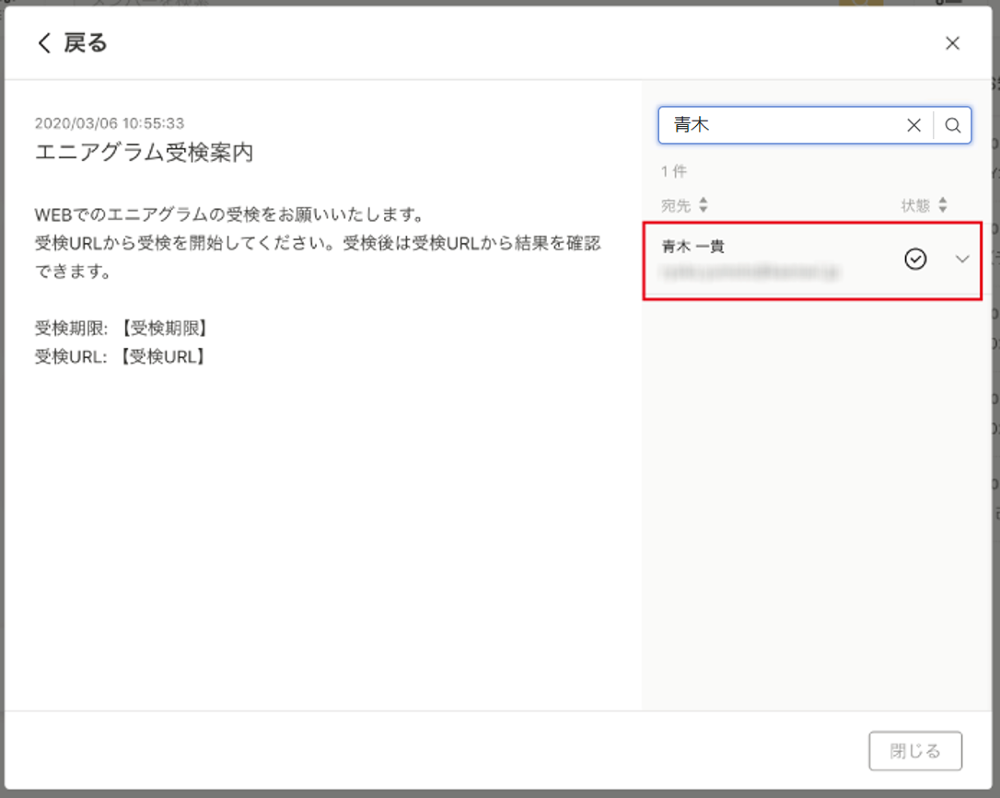 戻る
2020/03/06 10:55:33
エニアグラム受検案内
WEBでのエニアグラムの受検をお願いいたします。
受検URLから受検を開始してください。受検後は受検URLから結果を確認
できます。
受検期限: 【受検期限】
受検URL: 【受検URL】
青木
1 件
宛先 状態
青木 一貴
閉じる